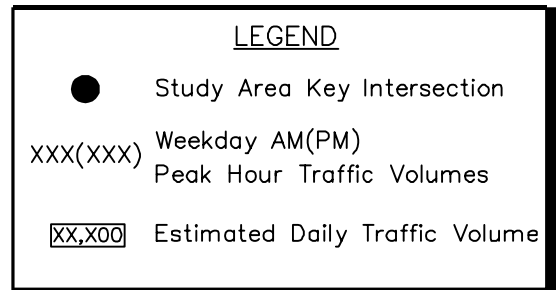 LEGEND
Study Area Key Intersection
XXX(XXX) Weekday AM(PM)
Peak Hour Traffic Volumes
XX,X00 Estimated Daily Traffic Volume